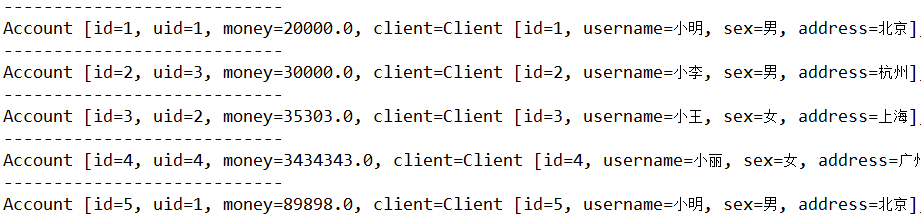 ----------------------------
Account [id=1, uid=1, money=20000.0, client=Client [id=1, username=小明, sex=男, address=北京],
----------------------------
Account [id=2, uid=3, money=30000.0, client=Client [id=2, username=小李, sex=男, address=杭州]
----------------------------
Account [id=3, uid=2, money=35303.0, client=Client [id=3, username=小王, sex=女, address=上海]
----------------------------
Account [id=4, uid=4, money=3434343.0, client=Client [id=4, username=小丽, sex=女, address=广州
----------------------------
Account [id=5, uid=1, money=89898.0, client=Client [id=5, username=小明, sex=男, address=北京],